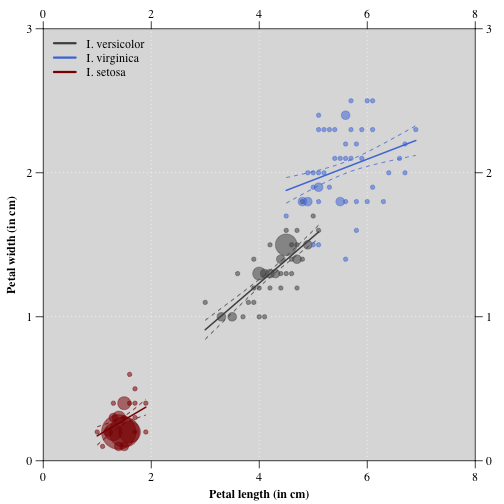 0 2 4 6 8
3 3
I. versicolor
I. virginica
I. setosa
2 2
Petal width (in cm)
1 1
0 0
0 2 4 6 8
Petal length (in cm)